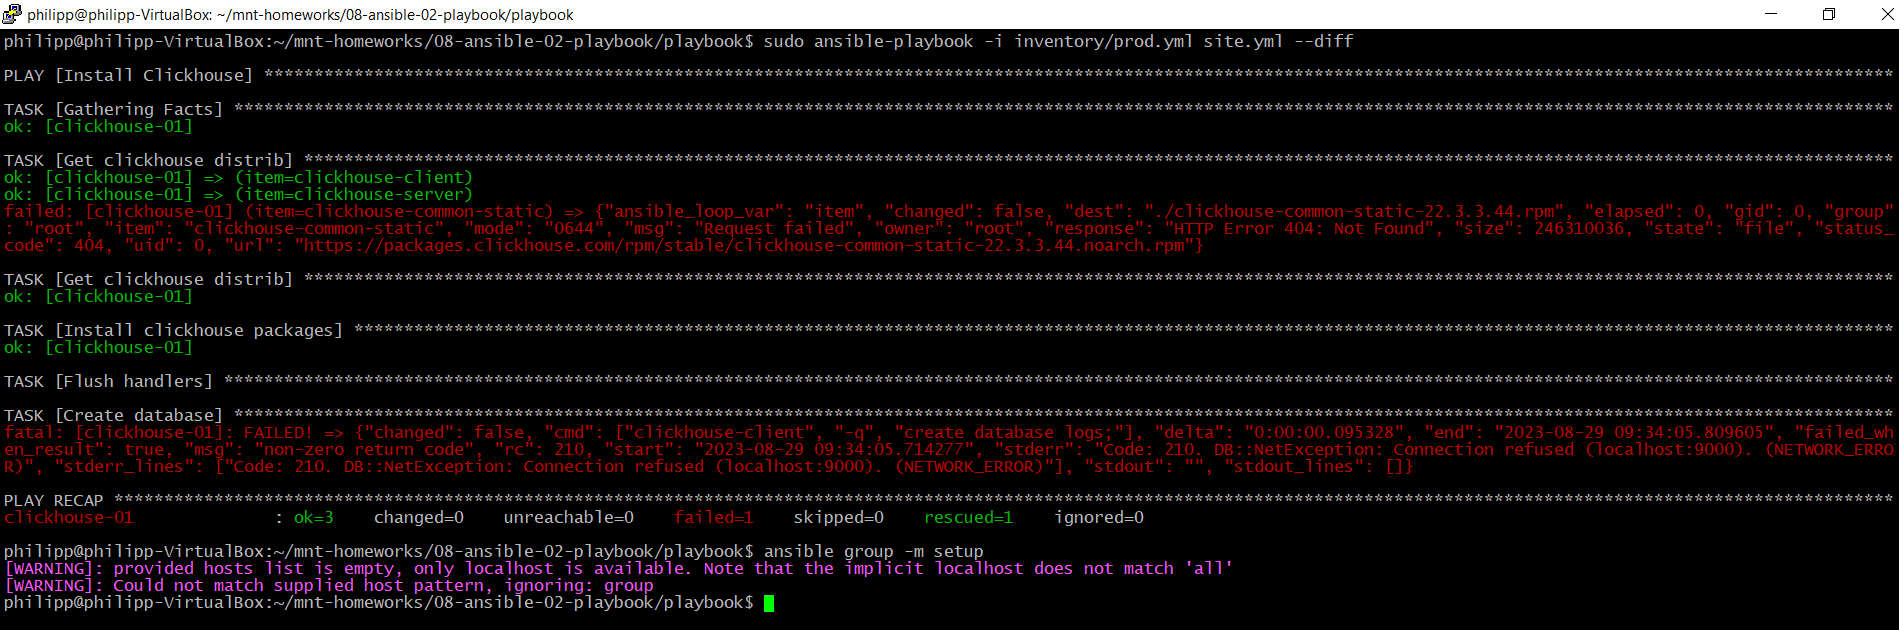 philipp@philipp-VirtualBox: ~/mnt-homeworks/08-ansible-02-playbook/playbook
philipp@philipp-VirtualBox:~/mnt-homeworks/08-ansible-02-playbook/playbook$ sudo ansible-playbook -i inventory/prod.yml site.yml --diff
PLAY [Install Clickhouse] ******************************************************************************************************************************************************************
TASK [Gathering Facts] *********************************************************************************************************************************************************************
ok: [clickhouse-01]
TASK [Get clickhouse distrib] **************************************************************************************************************************************************************
ok: [clickhouse-01] => (item=clickhouse-client)
ok: [clickhouse-01] => (item=clickhouse-server)
failed: [clickhouse-01] (item=clickhouse-common-static) => {"ansible_loop_var": "item", "changed": false, "dest": "./clickhouse-common-static-22.3.3.44.rpm", "elapsed": 0, "gid": 0, "group"
: "root", "item": "clickhouse-common-static", "mode": "0644", "msg": "Request failed", "owner": "root", "response": "HTTP Error 404: Not Found", "size": 246310036, "state": "file", "status_
code": 404, "uid": 0, "url": "https://packages.clickhouse.com/rpm/stable/clickhouse-common-static-22.3.3.44.noarch.rpm"}
TASK [Get clickhouse distrib] **************************************************************************************************************************************************************
ok: [clickhouse-01]
TASK [Install clickhouse packages] *********************************************************************************************************************************************************
ok: [clickhouse-01]
TASK [Flush handlers] **********************************************************************************************************************************************************************
TASK [Create database] *********************************************************************************************************************************************************************
fatal: [clickhouse-01]: FAILED! => {"changed": false, "cmd": ["clickhouse-client", "-q", "create database logs;"], "delta": "0:00:00.095328", "end": "2023-08-29 09:34:05.809605", "failed_wh
en_result": true, "msg": "non-zero return code", "rc": 210, "start": "2023-08-29 09:34:05.714277", "stderr": "Code: 210. DB::NetException: Connection refused (localhost:9000). (NETWORK_ERRO
R)", "stderr_lines": ["Code: 210. DB::NetException: Connection refused (localhost:9000). (NETWORK_ERROR)"], "stdout": "", "stdout_lines": []}
PLAY RECAP *********************************************************************************************************************************************************************************
clickhouse-01 : ok=3 changed=0 unreachable=0 failed=1 skipped=0 rescued=1 ignored=0
philipp@philipp-VirtualBox:~/mnt-homeworks/08-ansible-02-playbook/playbook$ ansible group -m setup
[WARNING]: provided hosts list is empty, only localhost is available. Note that the implicit localhost does not match 'all'
[WARNING]: Could not match supplied host pattern, ignoring: group
philipp@philipp-VirtualBox:~/mnt-homeworks/08-ansible-02-playbook/playbook$